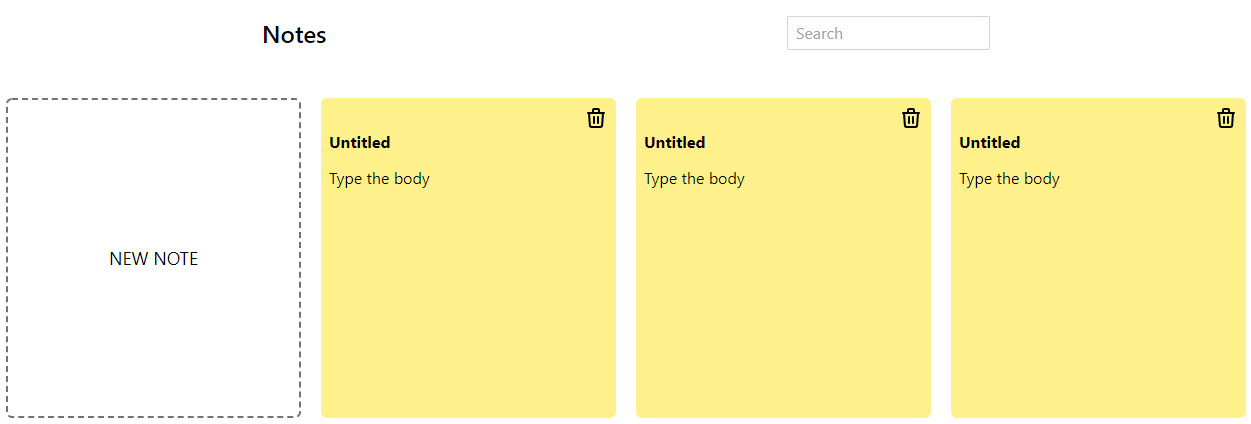 Notes
Search
NEW NOTE
Untitled
Type the body
Untitled
Type the body
Untitled
Type the body